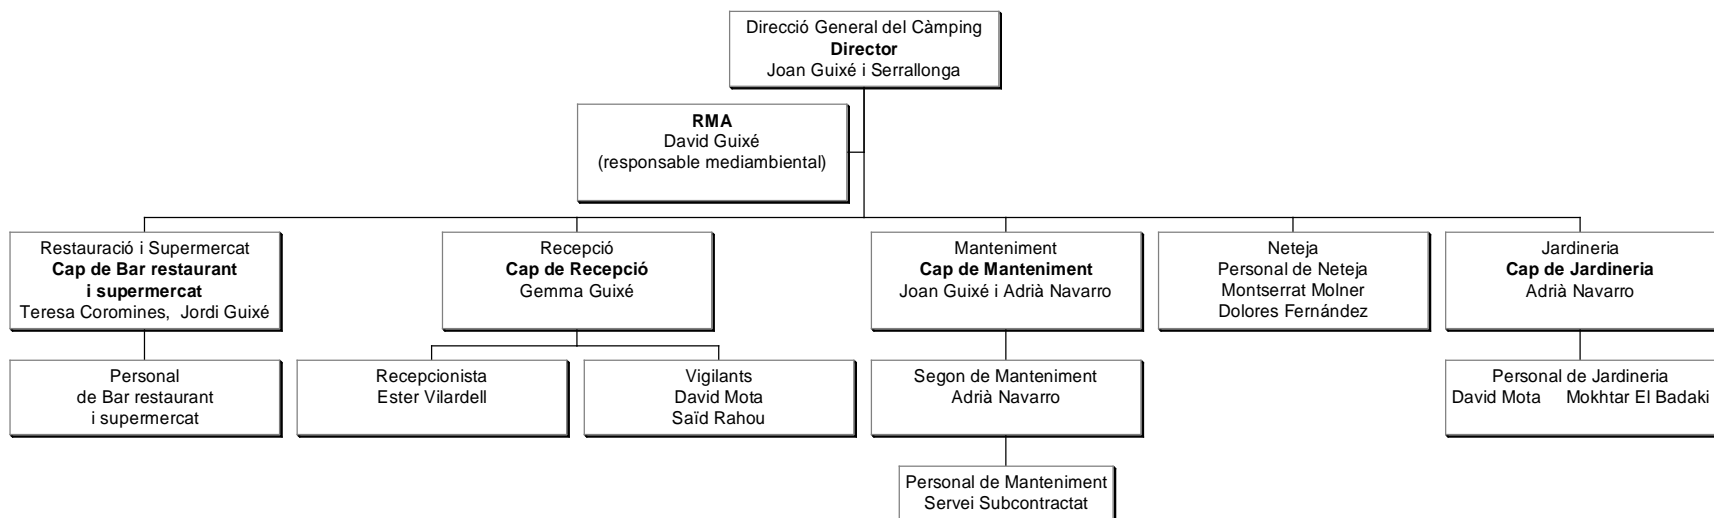 Direcció General del Càmping
Director
Joan Guixé i Serrallonga
RMA
David Guixé
(responsable mediambiental)
Restauració i Supermercat
Cap de Bar restaurant
i supermercat
Teresa Coromines, Jordi Guixé
Recepció
Cap de Recepció
Gemma Guixé
Manteniment
Cap de Manteniment
Joan Guixé i Adrià Navarro
Neteja
Personal de Neteja
Montserrat Molner
Dolores Fernández
Jardineria
Cap de Jardineria
Adrià Navarro
Personal
de Bar restaurant
i supermercat
Recepcionista
Ester Vilardell
Vigilants
David Mota
Saïd Rahou
Segon de Manteniment
Adrià Navarro
Personal de Jardineria
David Mota Mokhtar El Badaki
Personal de Manteniment
Servei Subcontractat